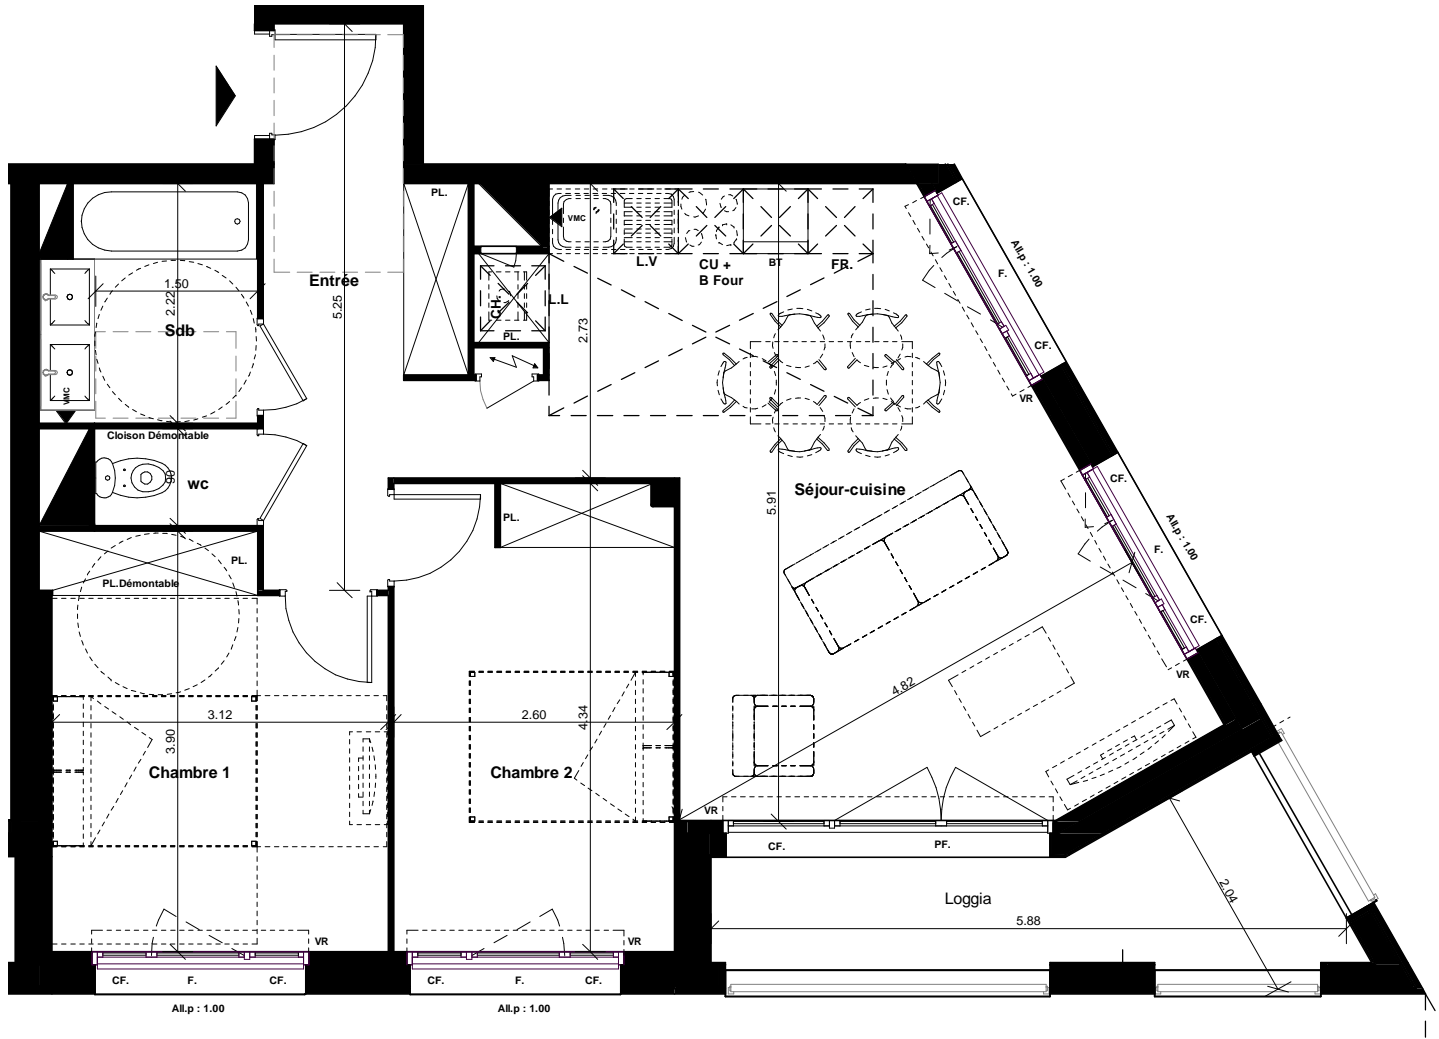 PL.
CF.
VMC
L.V
CU +
B Four
BT
FR.
All.p : 1.00
F.
Entrée
5.25
1.50
2.22
Sdb
CH.
L.L
PL.
2.73
CF.
VR
VMC
Cloison Démontable
90
wc
PL.
Séjour-cuisine
5.91
CF.
All.p : 1.00
F.
PL.
PL.Démontable
CF.
VR
4.82
3.12
3.90
2.60
4.34
Chambre 1
Chambre 2
VR
CF.
PF.
Loggia
5.88
2.04
VR
VR
CF.
F.
CF.
CF.
F.
CF.
All.p : 1.00
All.p : 1.00